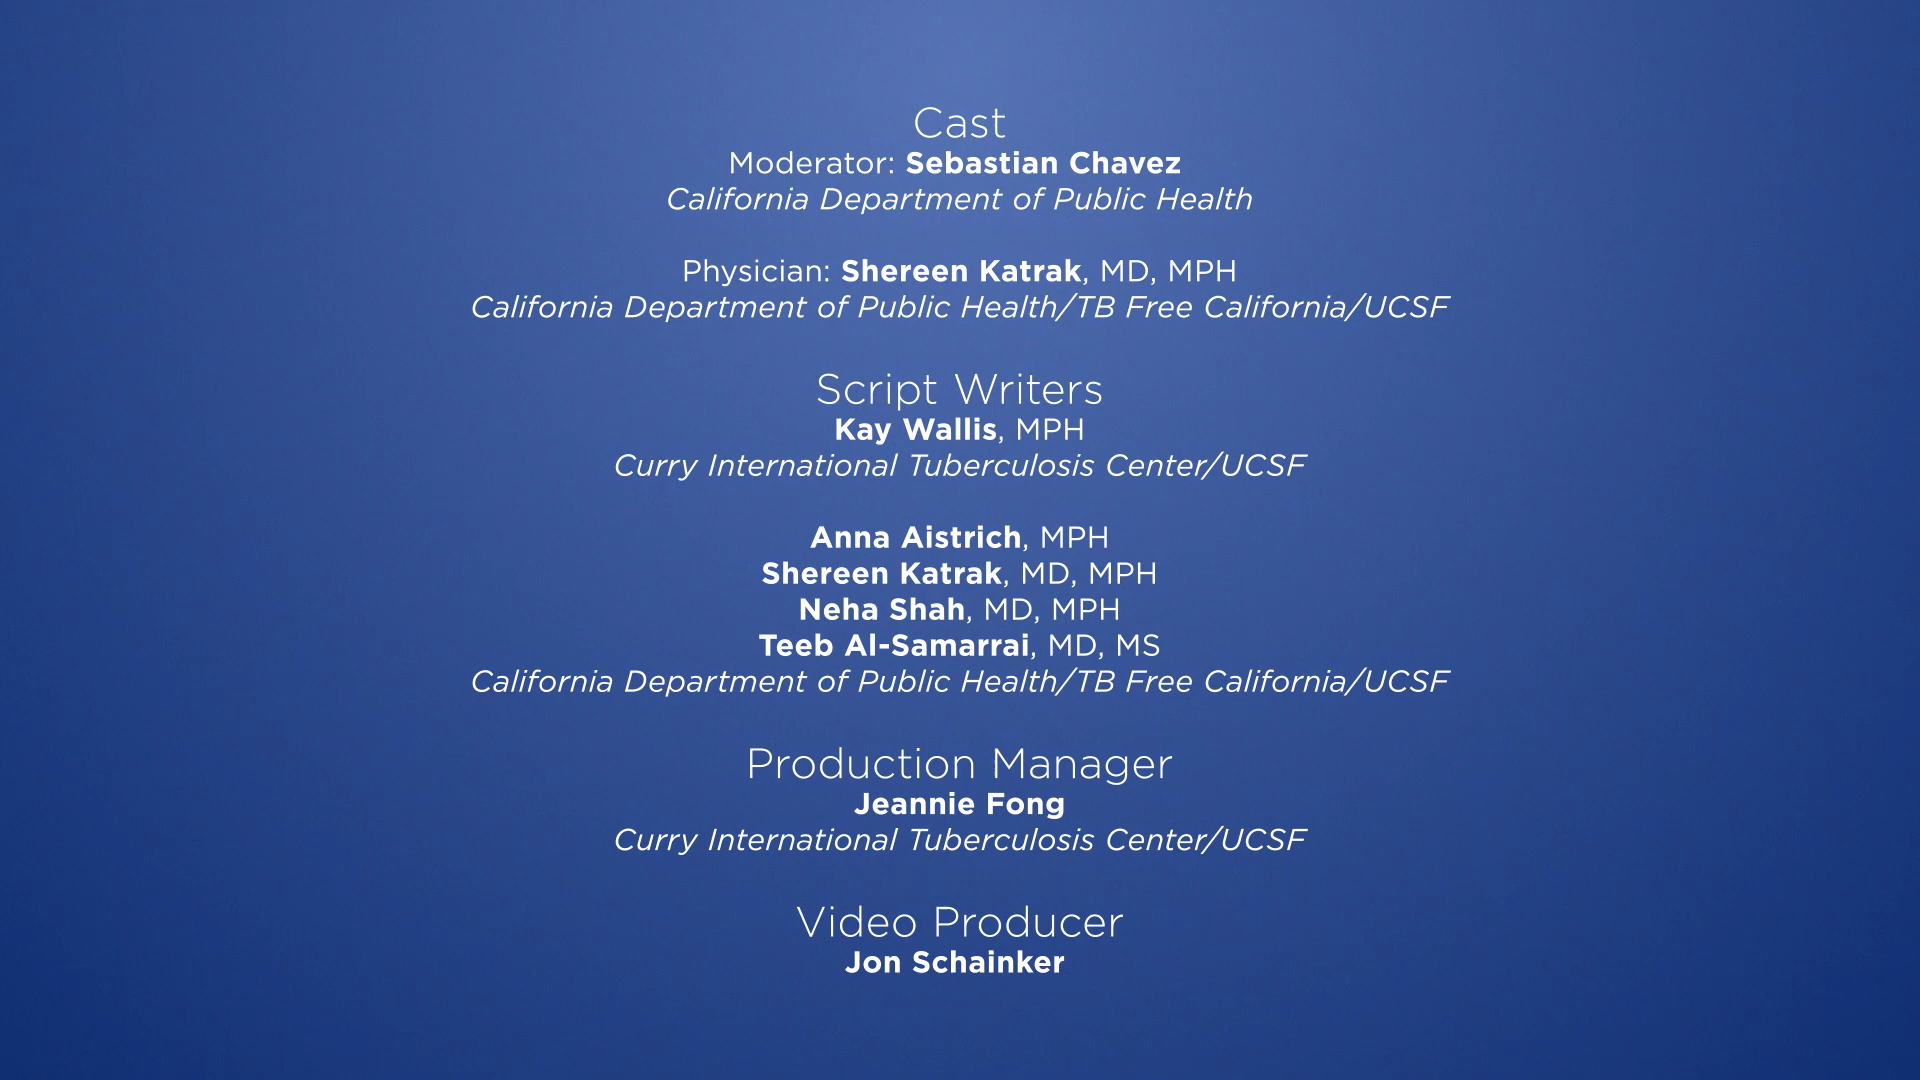 Cast
Moderator: Sebastian Chavez
California Department of Public Health
Physician: Shereen Katrak, MD, MPH
California Department of Public Health/TB Free California/UCSF
Script Writers
Kay Wallis, MPH
Curry International Tuberculosis Center/UCSF
Anna Aistrich, MPH
Shereen Katrak, MD, MPH
Neha Shah, MD, MPH
Teeb Al-Samarrai, MD, MS
California Department of Public Health/TB Free California/UCSF
Production Manager
Jeannie Fong
Curry International Tuberculosis Center/UCSF
Video Producer
Jon Schainker